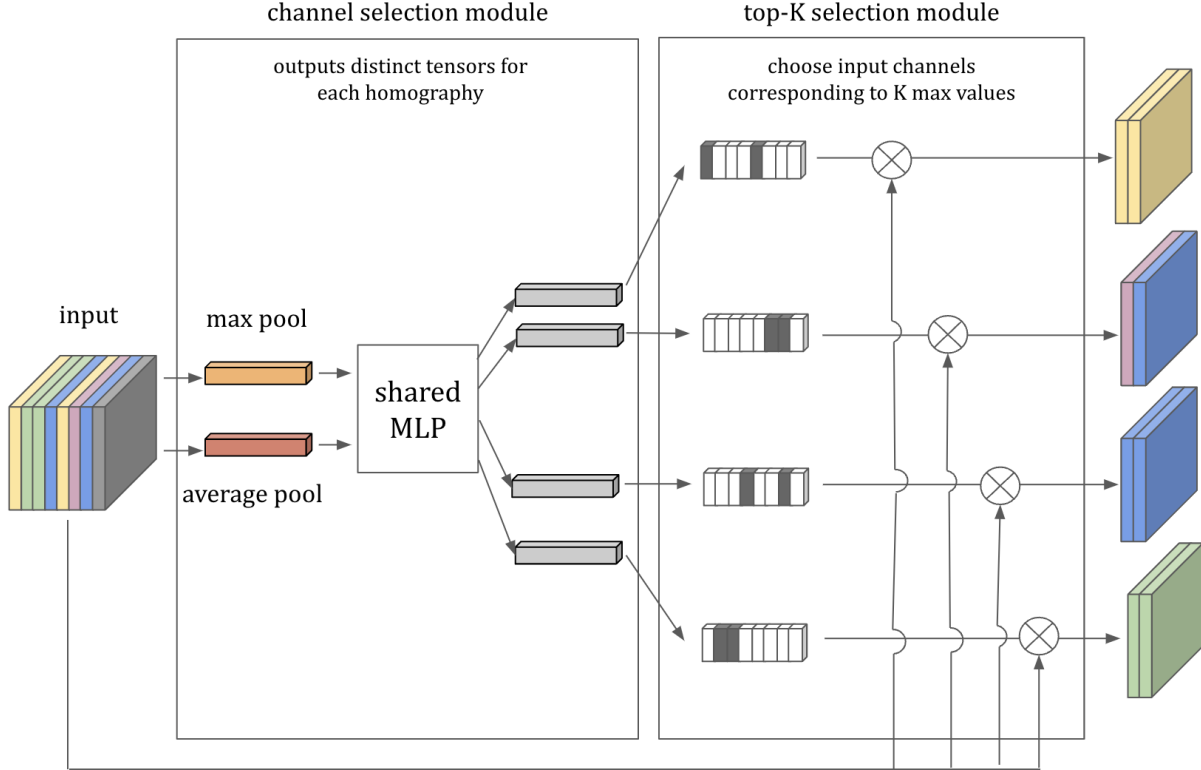 channel selection module
top-K selection module
outputs distinct tensors for
each homography
choose input channels
corresponding to K max values
input
max pool
shared
MLP
average pool